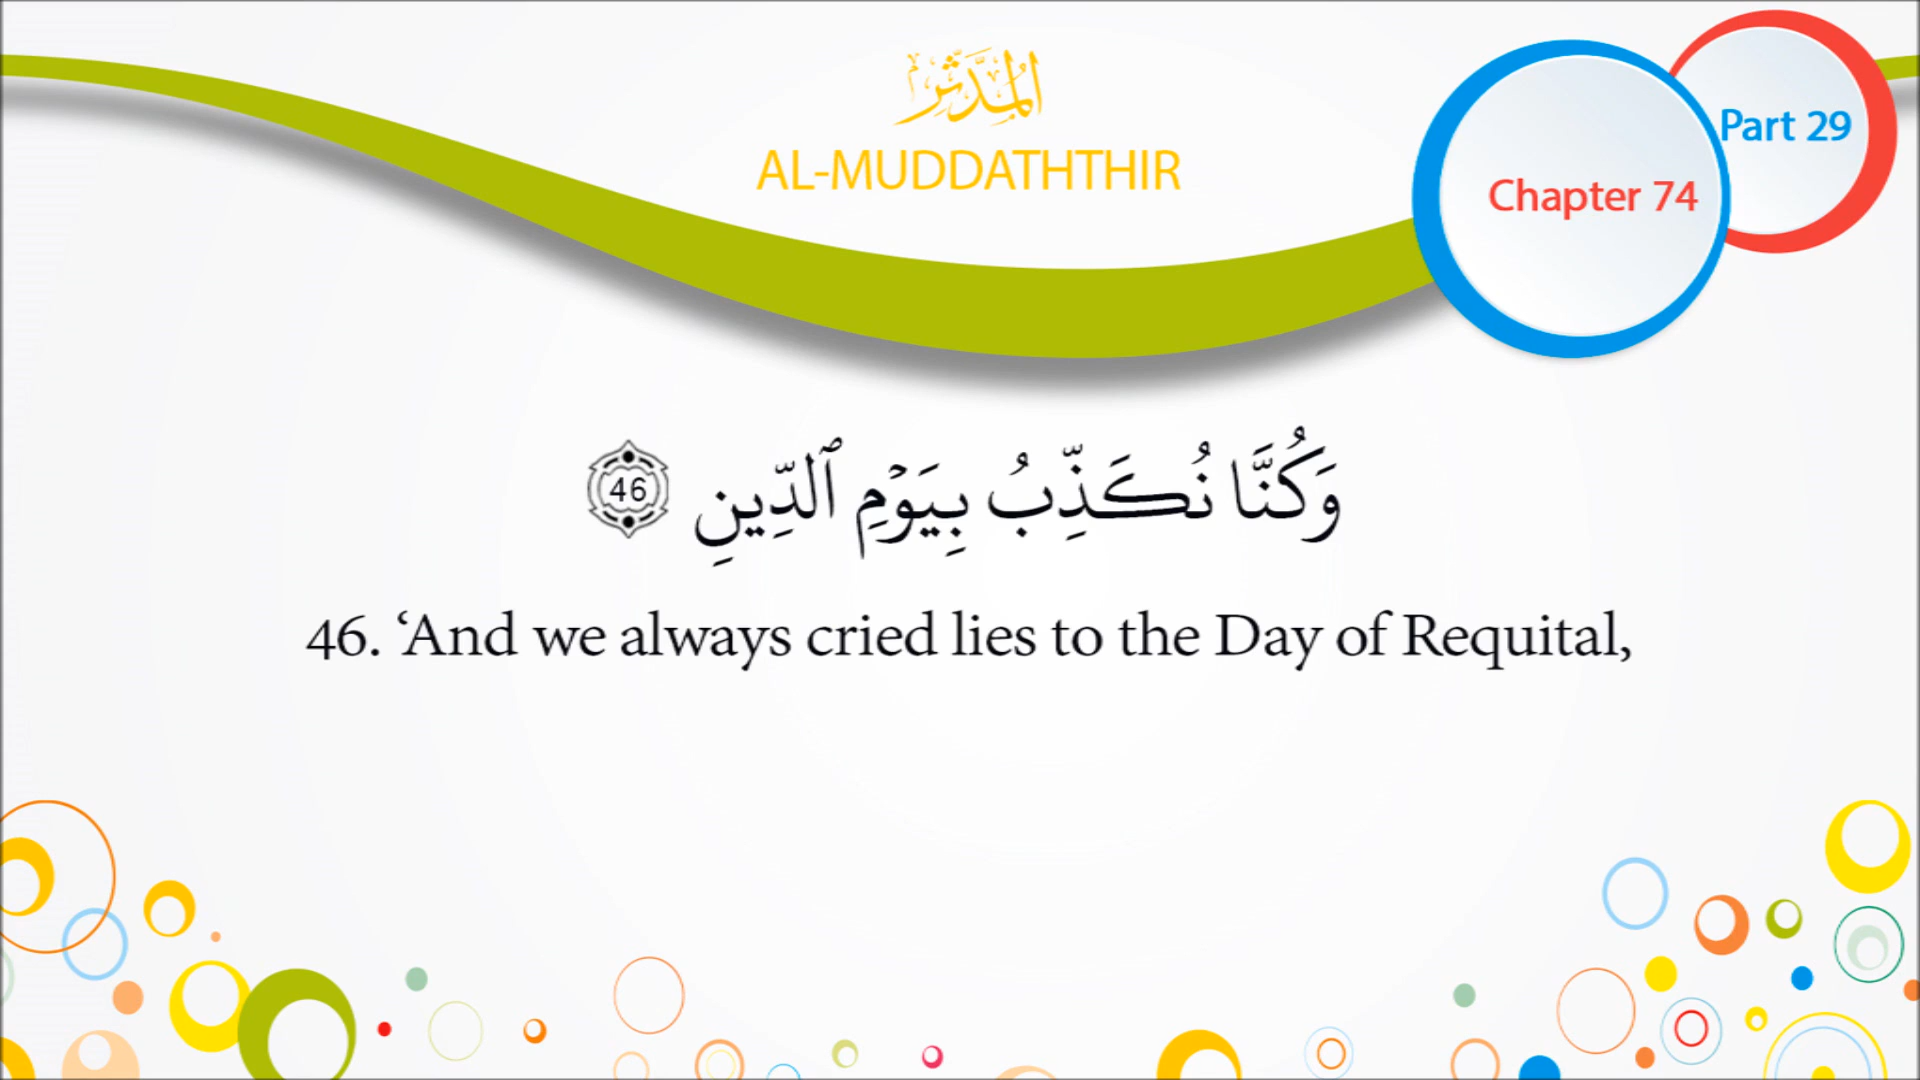 المُدَّثِّر
AL-MUDDATHTHIR
Part 29
Chapter 74
وَكُنَّا نُكَذِّبُ بِيَوْمِ ٱلدِّينِ 46
46. ‘And we always cried lies to the Day of Requital,